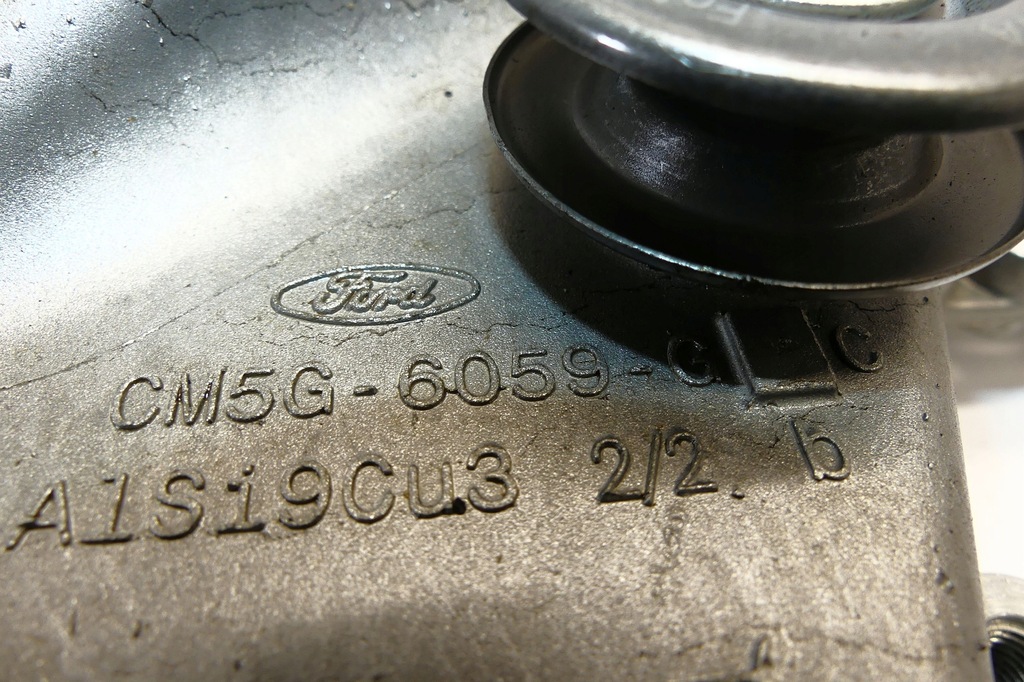 Ford
CM5G-6059-G C
AlSi9Cu3 2/2. b